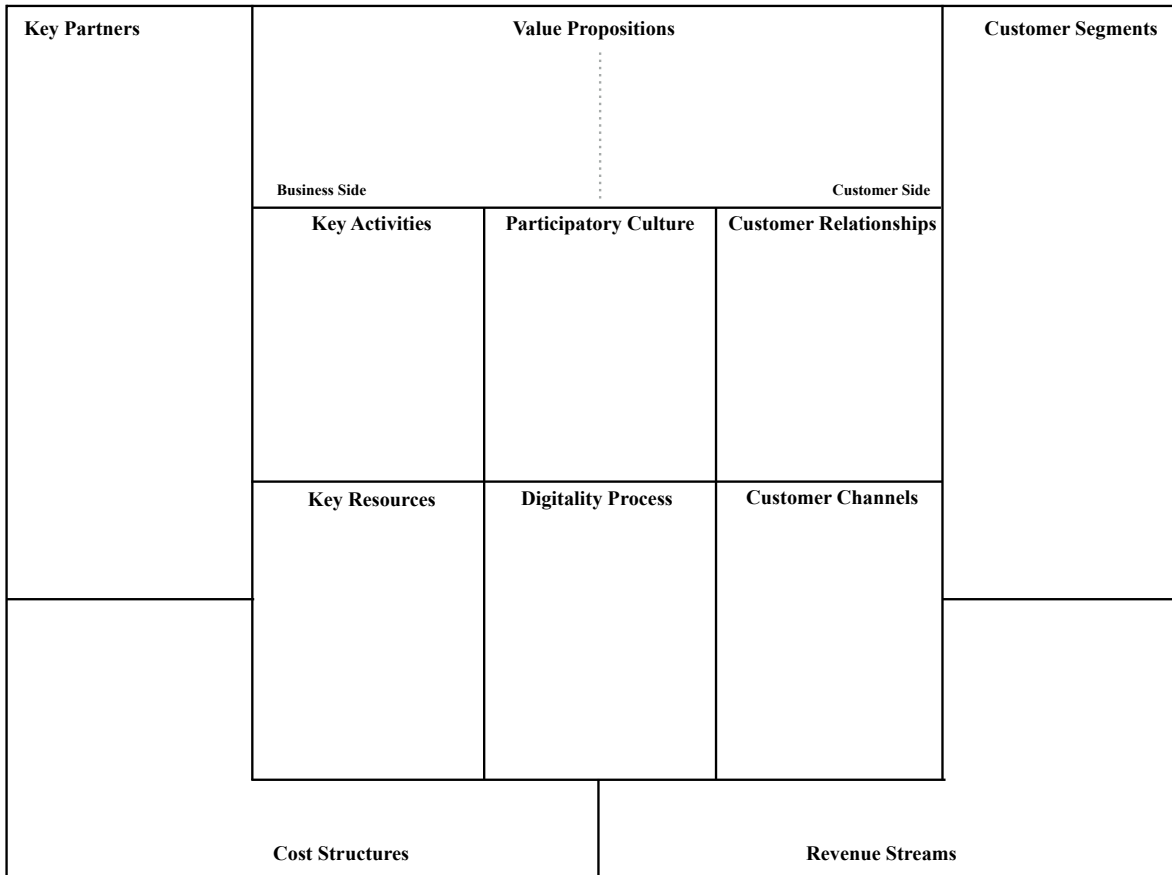 Key Partners
Value Propositions
Customer Segments
Business Side
Customer Side
Key Activities
Participatory Culture
Customer Relationships
Key Resources
Digitality Process
Customer Channels
Cost Structures
Revenue Streams